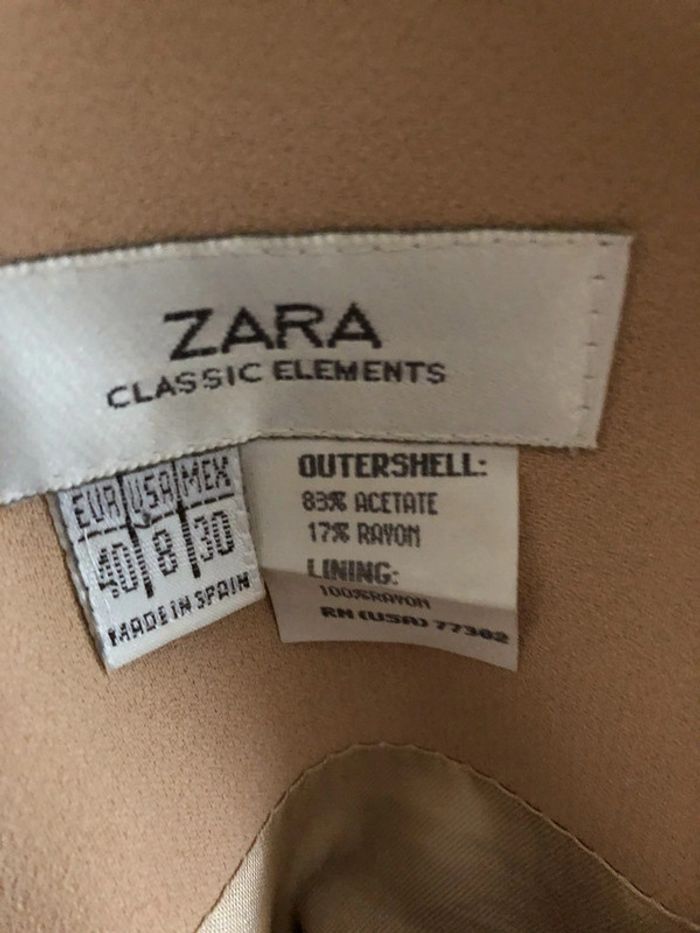 ZARA
CLASSIC ELEMENTS
EUR USA MEX
40 8 30
MADE IN SPAIN
OUTERSHELL:
83% ACETATE
17% RAYON
LINING:
100% RAYON
RN (USA) 77302